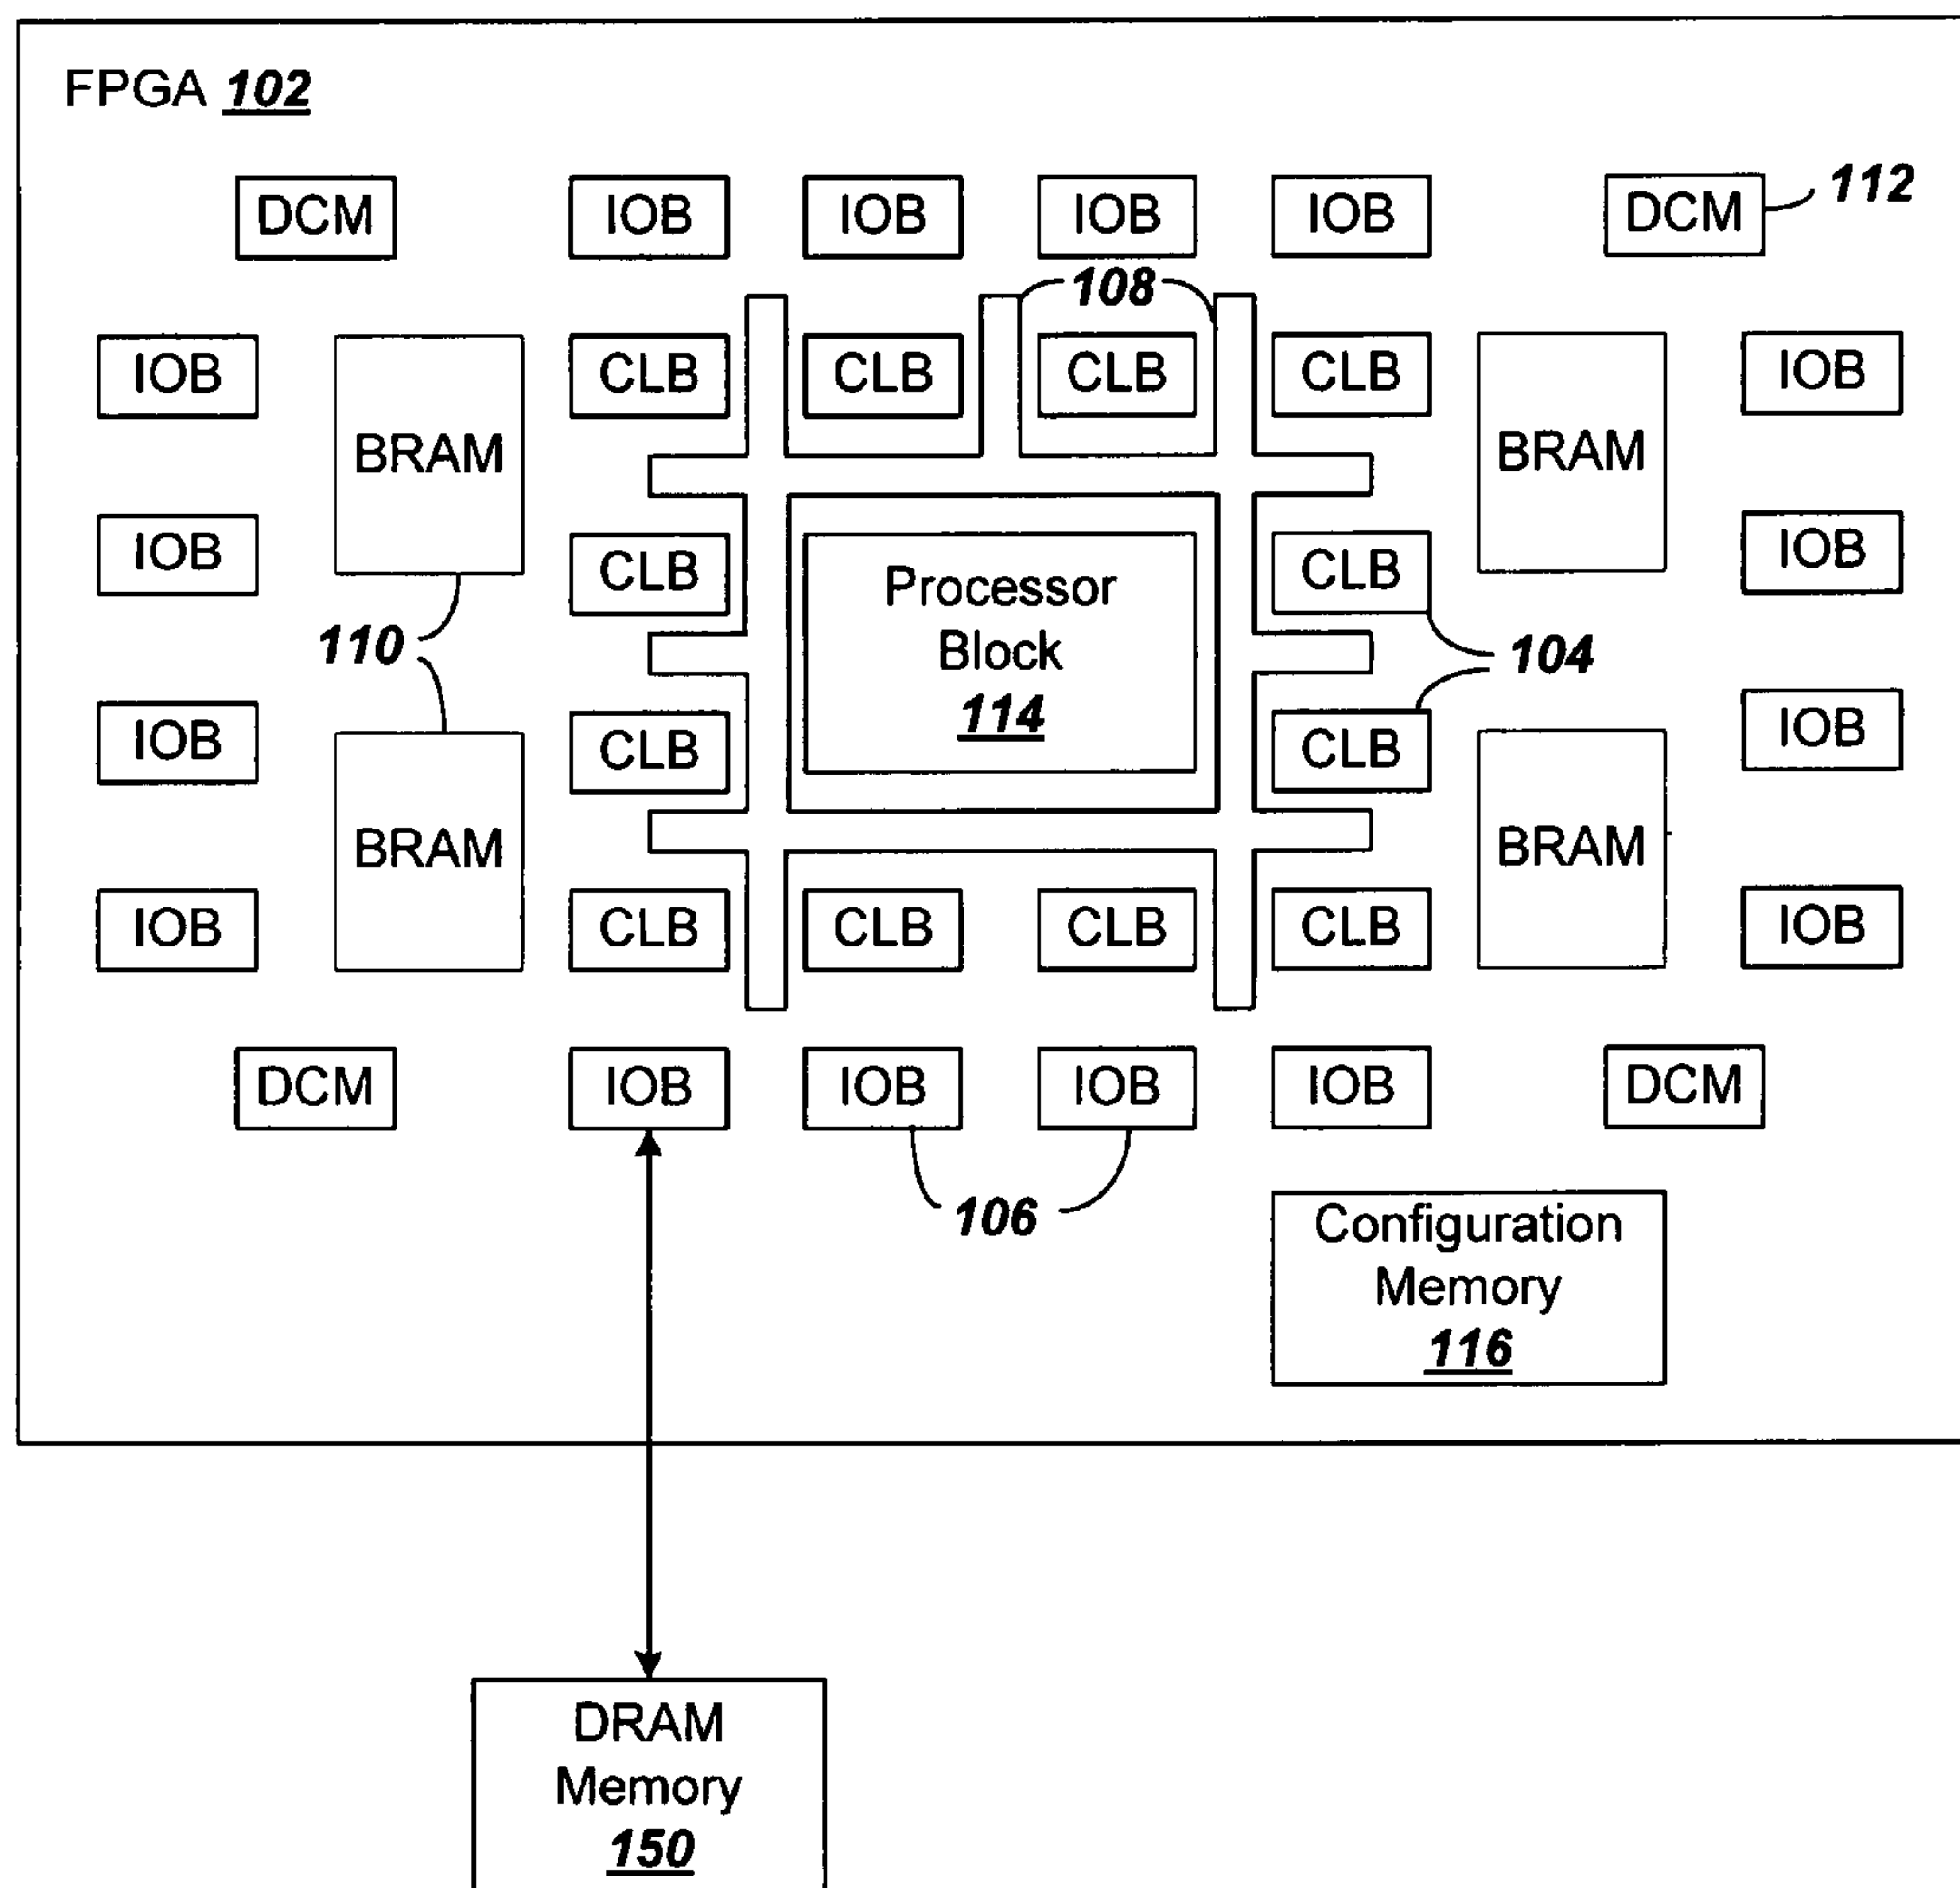 FPGA 102
DCM IOB IOB IOB IOB DCM 112
108
IOB CLB CLB CLB CLB IOB
BRAM BRAM
IOB CLB CLB IOB
Processor
Block
114
110 104
IOB CLB CLB IOB
BRAM BRAM
IOB CLB CLB CLB CLB IOB
DCM IOB IOB IOB IOB DCM
106
Configuration
Memory
116
DRAM
Memory
150